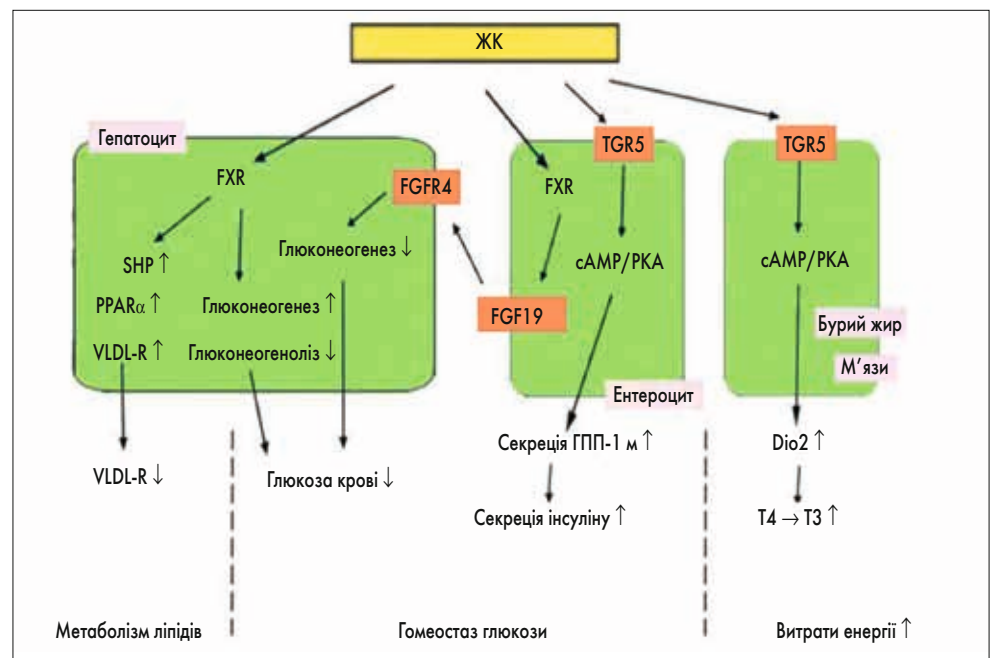 ЖК
Гепатоцит
FXR
SHP ↑
PPARα ↑
VLDL-R ↑
Глюконеогенез ↑
Глюконеогеноліз ↓
FGFR4
Глюконеогенез ↓
VLDL-R ↓
Глюкоза крові ↓
TGR5
FXR
cAMP/PKA
FGF19
Ентероцит
Секреція ГПП-1 м ↑
Секреція інсуліну ↑
TGR5
cAMP/PKA
Бурий жир
М’язи
Dio2 ↑
T4 → T3 ↑
Метаболізм ліпідів
Гомеостаз глюкози
Витрати енергії ↑